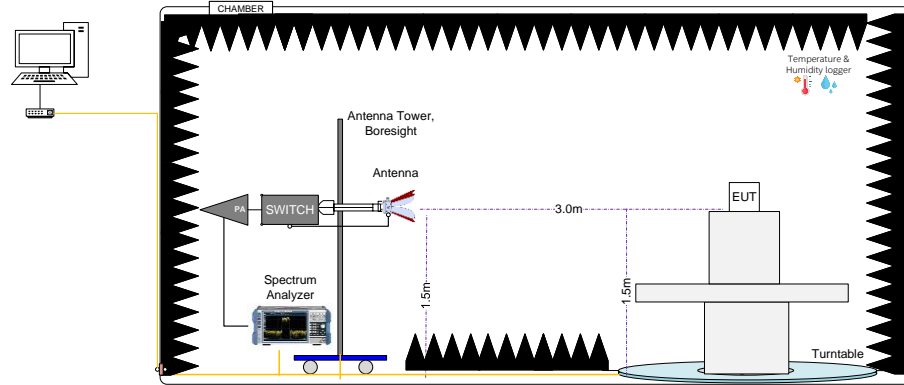 CHAMBER
Temperature &
Humidity logger
Antenna Tower,
Boresight
Antenna
PA
SWITCH
3.0m
EUT
Spectrum
Analyzer
1.5m
1.5m
Turntable